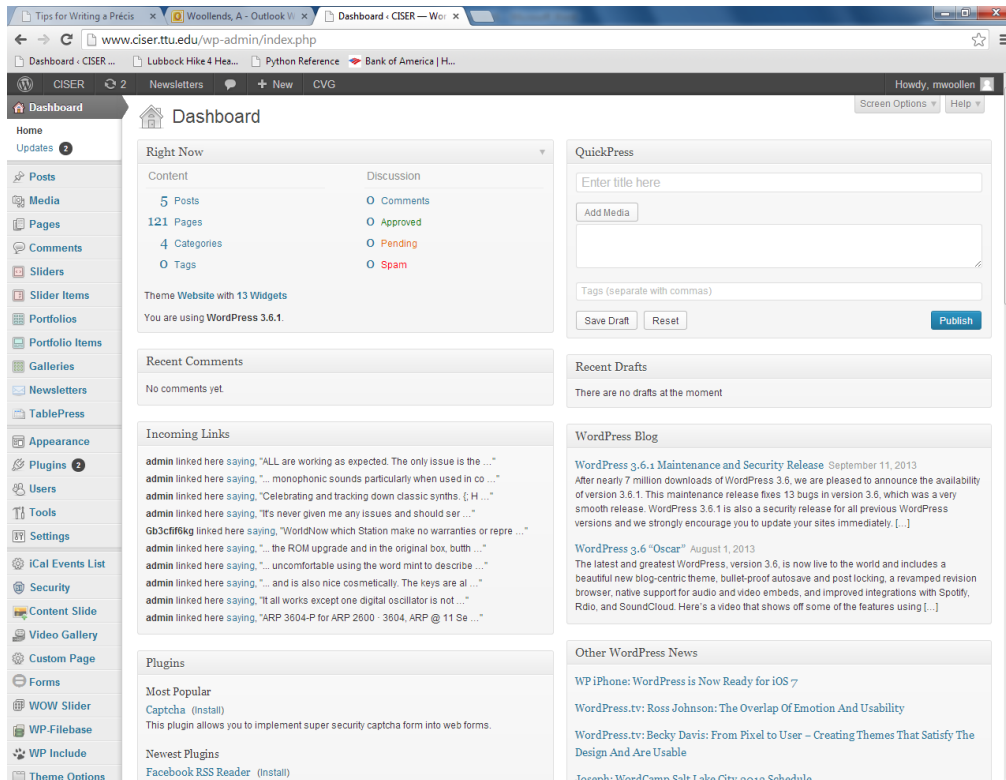 Tips for Writing a Précis
Woollends, A - Outlook W
Dashboard ‹ CISER — Wor
www.ciser.ttu.edu/wp-admin/index.php
Dashboard ‹ CISER ...
Lubbock Hike 4 Hea...
Python Reference
Bank of America | H...
CISER
2
Newsletters
+ New
CVG
Howdy, mwoollen
Dashboard
Home
Updates 2
Posts
Media
Pages
Comments
Sliders
Slider Items
Portfolios
Portfolio Items
Galleries
Newsletters
TablePress
Appearance
Plugins 2
Users
Tools
Settings
iCal Events List
Security
Content Slide
Video Gallery
Custom Page
Forms
WOW Slider
WP-Filebase
WP Include
Theme Options
Screen Options
Help
Dashboard
Right Now
Content
5 Posts
121 Pages
4 Categories
0 Tags
Discussion
0 Comments
0 Approved
0 Pending
0 Spam
Theme Website with 13 Widgets
You are using WordPress 3.6.1.
Recent Comments
No comments yet.
Incoming Links
admin linked here saying, "ALL are working as expected. The only issue is the ..."
admin linked here saying, "... monophonic sounds particularly when used in co ..."
admin linked here saying, "Celebrating and tracking down classic synths. {; H ..."
admin linked here saying, "It's never given me any issues and should ser ..."
Gb3cfif6kg linked here saying, "WorldNow which Station make no warranties or repre ..."
admin linked here saying, "... the ROM upgrade and in the original box, butth ..."
admin linked here saying, "... uncomfortable using the word mint to describe ..."
admin linked here saying, "... and is also nice cosmetically. The keys are al ..."
admin linked here saying, "It all works except one digital oscillator is not ..."
admin linked here saying, "ARP 3604-P for ARP 2600 · 3604, ARP @ 11 Se ..."
Plugins
Most Popular
Captcha (Install)
This plugin allows you to implement super security captcha form into web forms.
Newest Plugins
Facebook RSS Reader (Install)
QuickPress
Enter title here
Add Media
Tags (separate with commas)
Save Draft
Reset
Publish
Recent Drafts
There are no drafts at the moment
WordPress Blog
WordPress 3.6.1 Maintenance and Security Release September 11, 2013
After nearly 7 million downloads of WordPress 3.6, we are pleased to announce the availability
of version 3.6.1. This maintenance release fixes 13 bugs in version 3.6, which was a very
smooth release. WordPress 3.6.1 is also a security release for all previous WordPress
versions and we strongly encourage you to update your sites immediately. [...]
WordPress 3.6 “Oscar” August 1, 2013
The latest and greatest WordPress, version 3.6, is now live to the world and includes a
beautiful new blog-centric theme, bullet-proof autosave and post locking, a revamped revision
browser, native support for audio and video embeds, and improved integrations with Spotify,
Rdio, and SoundCloud. Here's a video that shows off some of the features using [...]
Other WordPress News
WP iPhone: WordPress is Now Ready for iOS 7
WordPress.tv: Ross Johnson: The Overlap Of Emotion And Usability
WordPress.tv: Becky Davis: From Pixel to User – Creating Themes That Satisfy The
Design And Are Usable
Joseph: WordCamp Salt Lake City 2013 Schedule